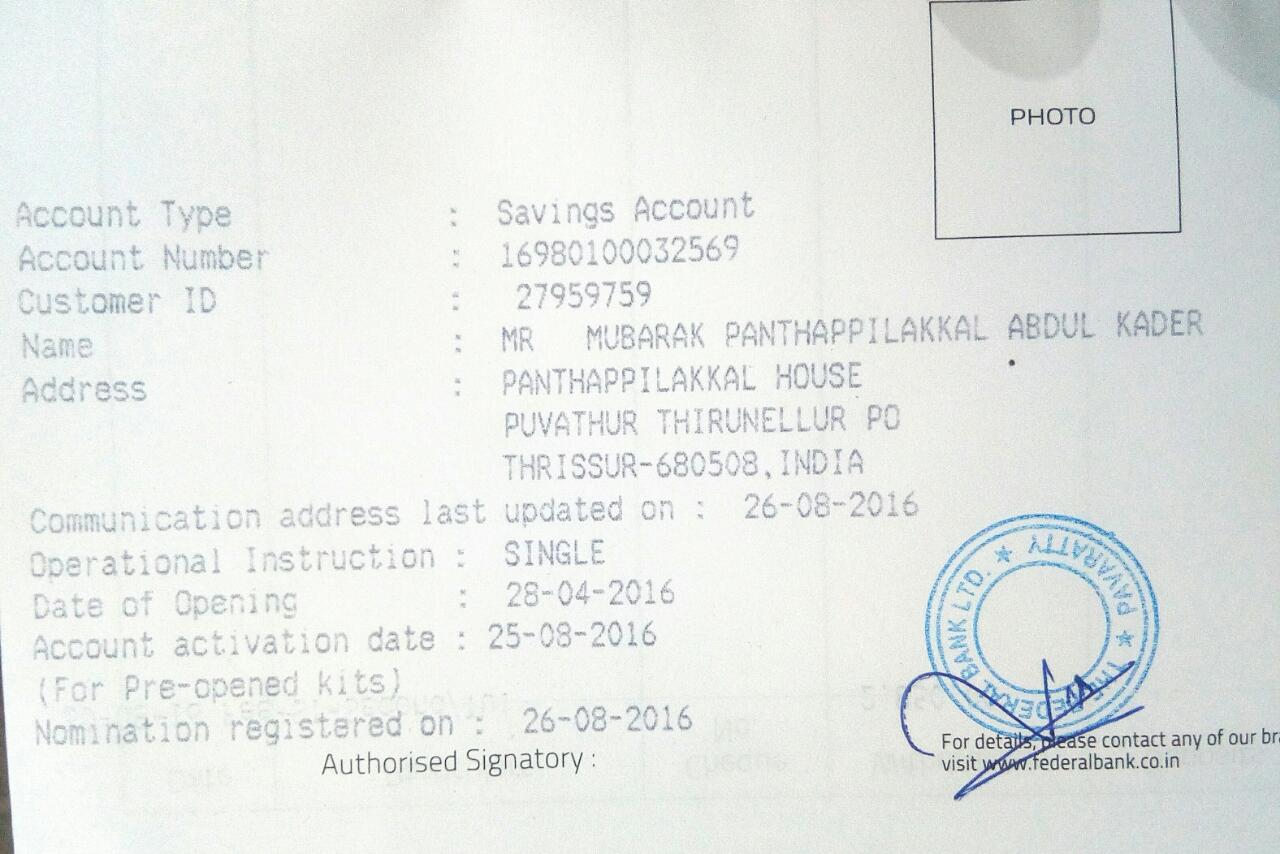 PHOTO
Account Type : Savings Account
Account Number : 16980100032569
Customer ID : 27959759
Name : MR MUBARAK PANTHAPPILAKKAL ABDUL KADER
Address : PANTHAPPILAKKAL HOUSE
PUVATHUR THIRUNELLUR PO
THRISSUR-680508,INDIA
Communication address last updated on : 26-08-2016
Operational Instruction : SINGLE
Date of Opening : 28-04-2016
Account activation date : 25-08-2016
(For Pre-opened kits)
Nomination registered on : 26-08-2016
Authorised Signatory :
THE FEDERAL BANK LTD. ★ PAVARATTY ★
For details, please contact any of our
visit www.federalbank.co.in